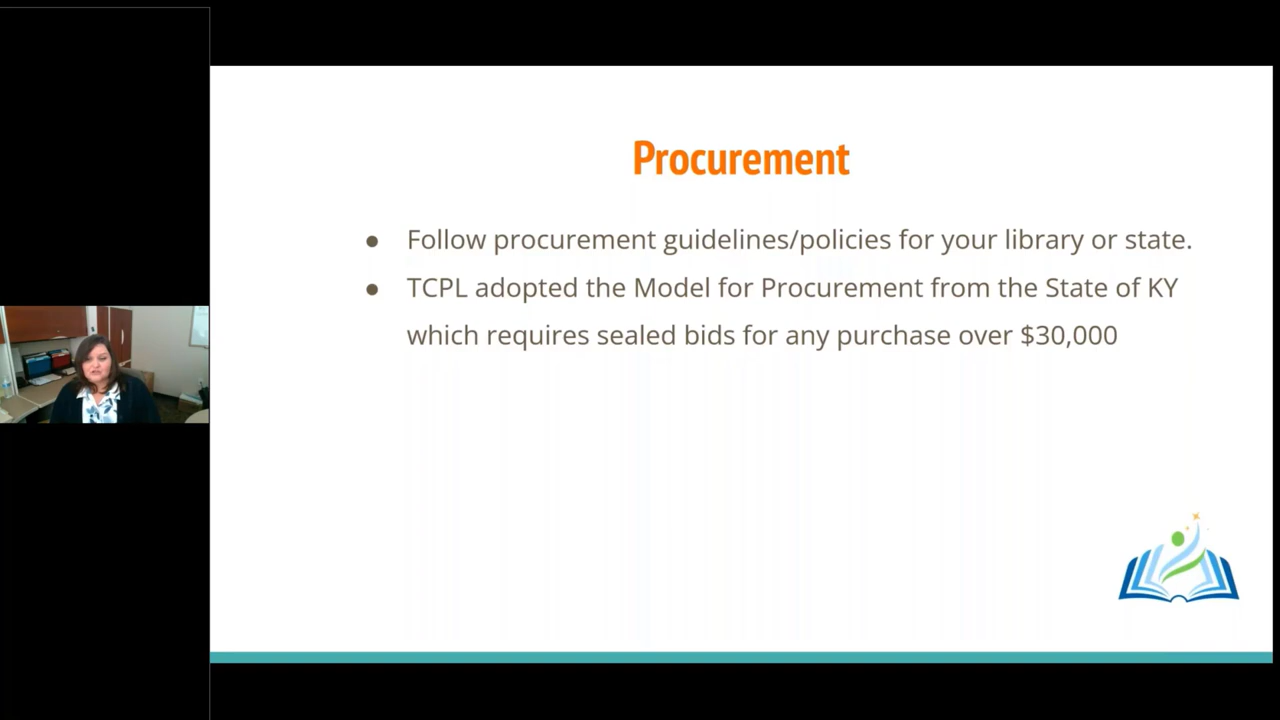 Procurement
● Follow procurement guidelines/policies for your library or state.
● TCPL adopted the Model for Procurement from the State of KY
which requires sealed bids for any purchase over $30,000